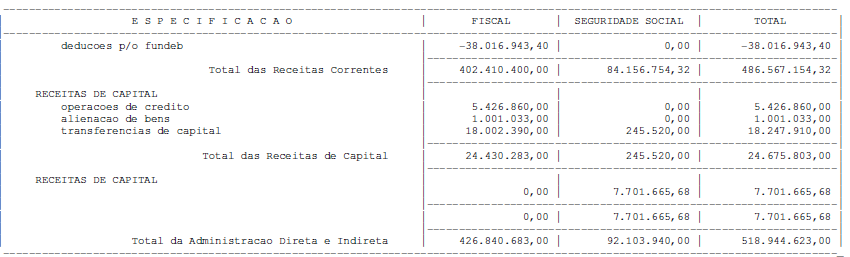 E S P E C I F I C A C A O | FISCAL | SEGURIDADE SOCIAL | TOTAL
deducoes p/o fundeb | -38.016.943,40 | 0,00 | -38.016.943,40
Total das Receitas Correntes | 402.410.400,00 | 84.156.754,32 | 486.567.154,32
RECEITAS DE CAPITAL
operacoes de credito | 5.426.860,00 | 0,00 | 5.426.860,00
alienacao de bens | 1.001.033,00 | 0,00 | 1.001.033,00
transferencias de capital | 18.002.390,00 | 245.520,00 | 18.247.910,00
Total das Receitas de Capital | 24.430.283,00 | 245.520,00 | 24.675.803,00
RECEITAS DE CAPITAL
0,00 | 7.701.665,68 | 7.701.665,68
0,00 | 7.701.665,68 | 7.701.665,68
Total da Administracao Direta e Indireta | 426.840.683,00 | 92.103.940,00 | 518.944.623,00